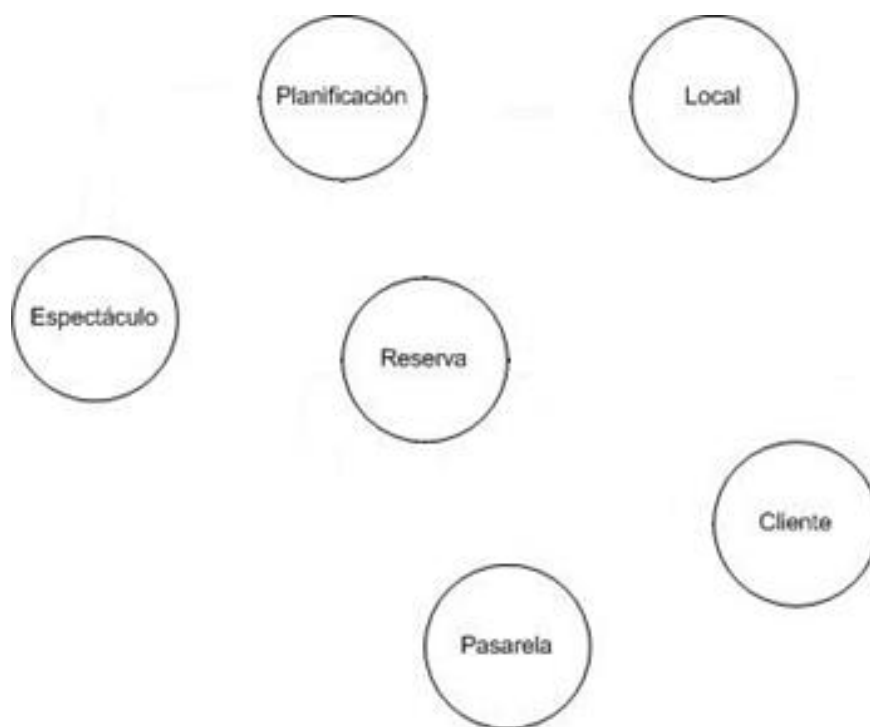 Planificación
Local
Espectáculo
Reserva
Cliente
Pasarela